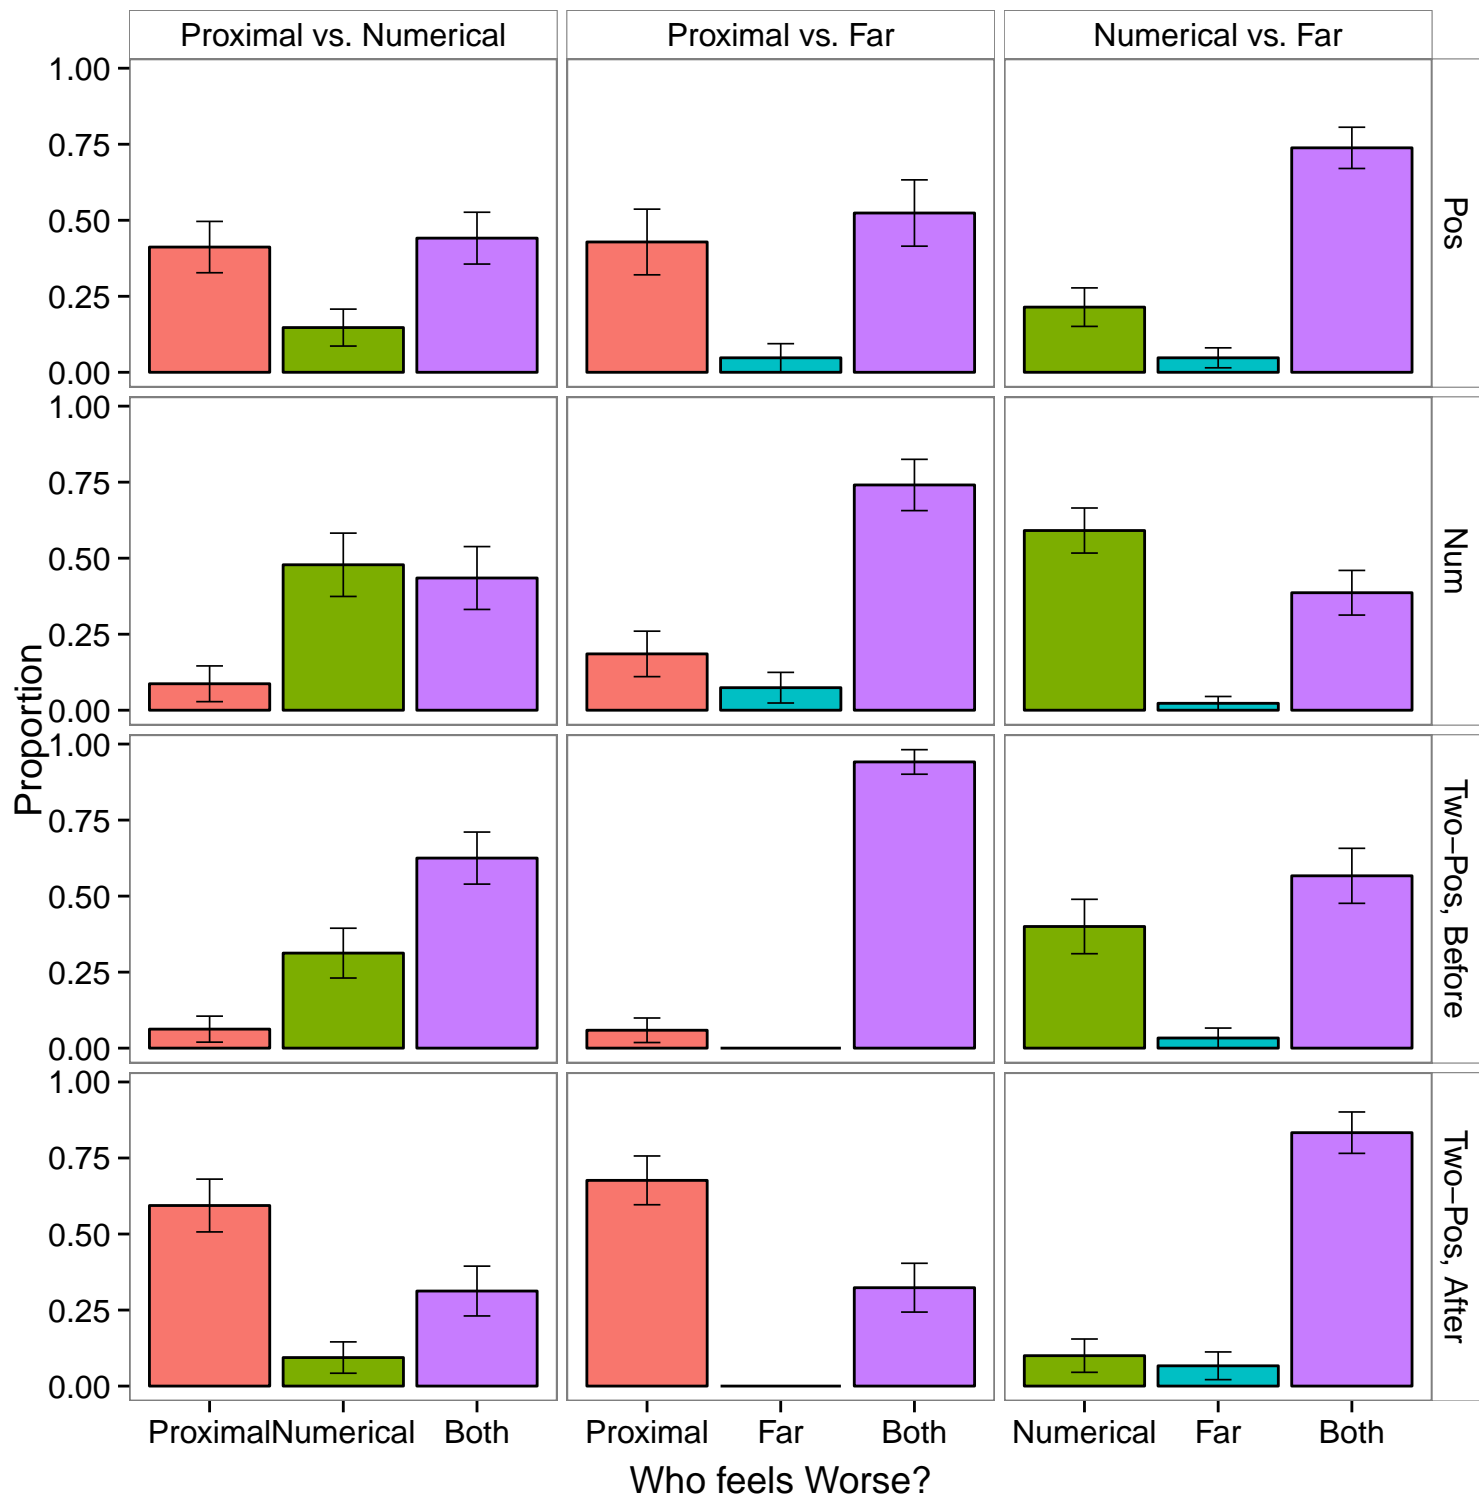 Proximal vs. Numerical
Proximal vs. Far
Numerical vs. Far
1.00
0.75
0.50
0.25
0.00
Pos
1.00
0.75
0.50
0.25
0.00
Num
1.00
0.75
0.50
0.25
0.00
Two−Pos, Before
1.00
0.75
0.50
0.25
0.00
Two−Pos, After
Proportion
Proximal Numerical Both
Proximal Far Both
Numerical Far Both
Who feels Worse?